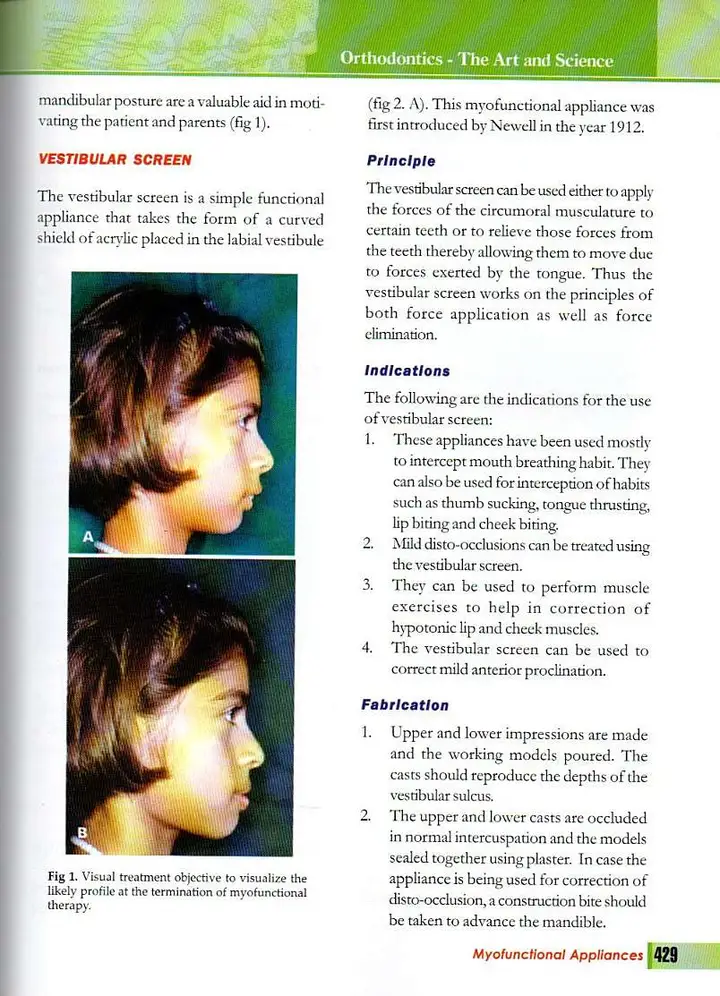 Orthodontics - The Art and Science
mandibular posture are a valuable aid in moti-
vating the patient and parents (fig 1).
VESTIBULAR SCREEN
The vestibular screen is a simple functional
appliance that takes the form of a curved
shield of acrylic placed in the labial vestibule
A
B
Fig 1. Visual treatment objective to visualize the
likely profile at the termination of myofunctional
therapy.
(fig 2. A). This myofunctional appliance was
first introduced by Newell in the year 1912.
Principle
The vestibular screen can be used either to apply
the forces of the circumoral musculature to
certain teeth or to relieve those forces from
the teeth thereby allowing them to move due
to forces exerted by the tongue. Thus the
vestibular screen works on the principles of
both force application as well as force
elimination.
Indications
The following are the indications for the use
of vestibular screen:
1. These appliances have been used mostly
to intercept mouth breathing habit. They
can also be used for interception of habits
such as thumb sucking, tongue thrusting,
lip biting and cheek biting.
2. Mild disto-occlusions can be treated using
the vestibular screen.
3. They can be used to perform muscle
exercises to help in correction of
hypotonic lip and cheek muscles.
4. The vestibular screen can be used to
correct mild anterior proclination.
Fabrication
1. Upper and lower impressions are made
and the working models poured. The
casts should reproduce the depths of the
vestibular sulcus.
2. The upper and lower casts are occluded
in normal intercuspation and the models
sealed together using plaster. In case the
appliance is being used for correction of
disto-occlusion, a construction bite should
be taken to advance the mandible.
Myofunctional Appliances 429